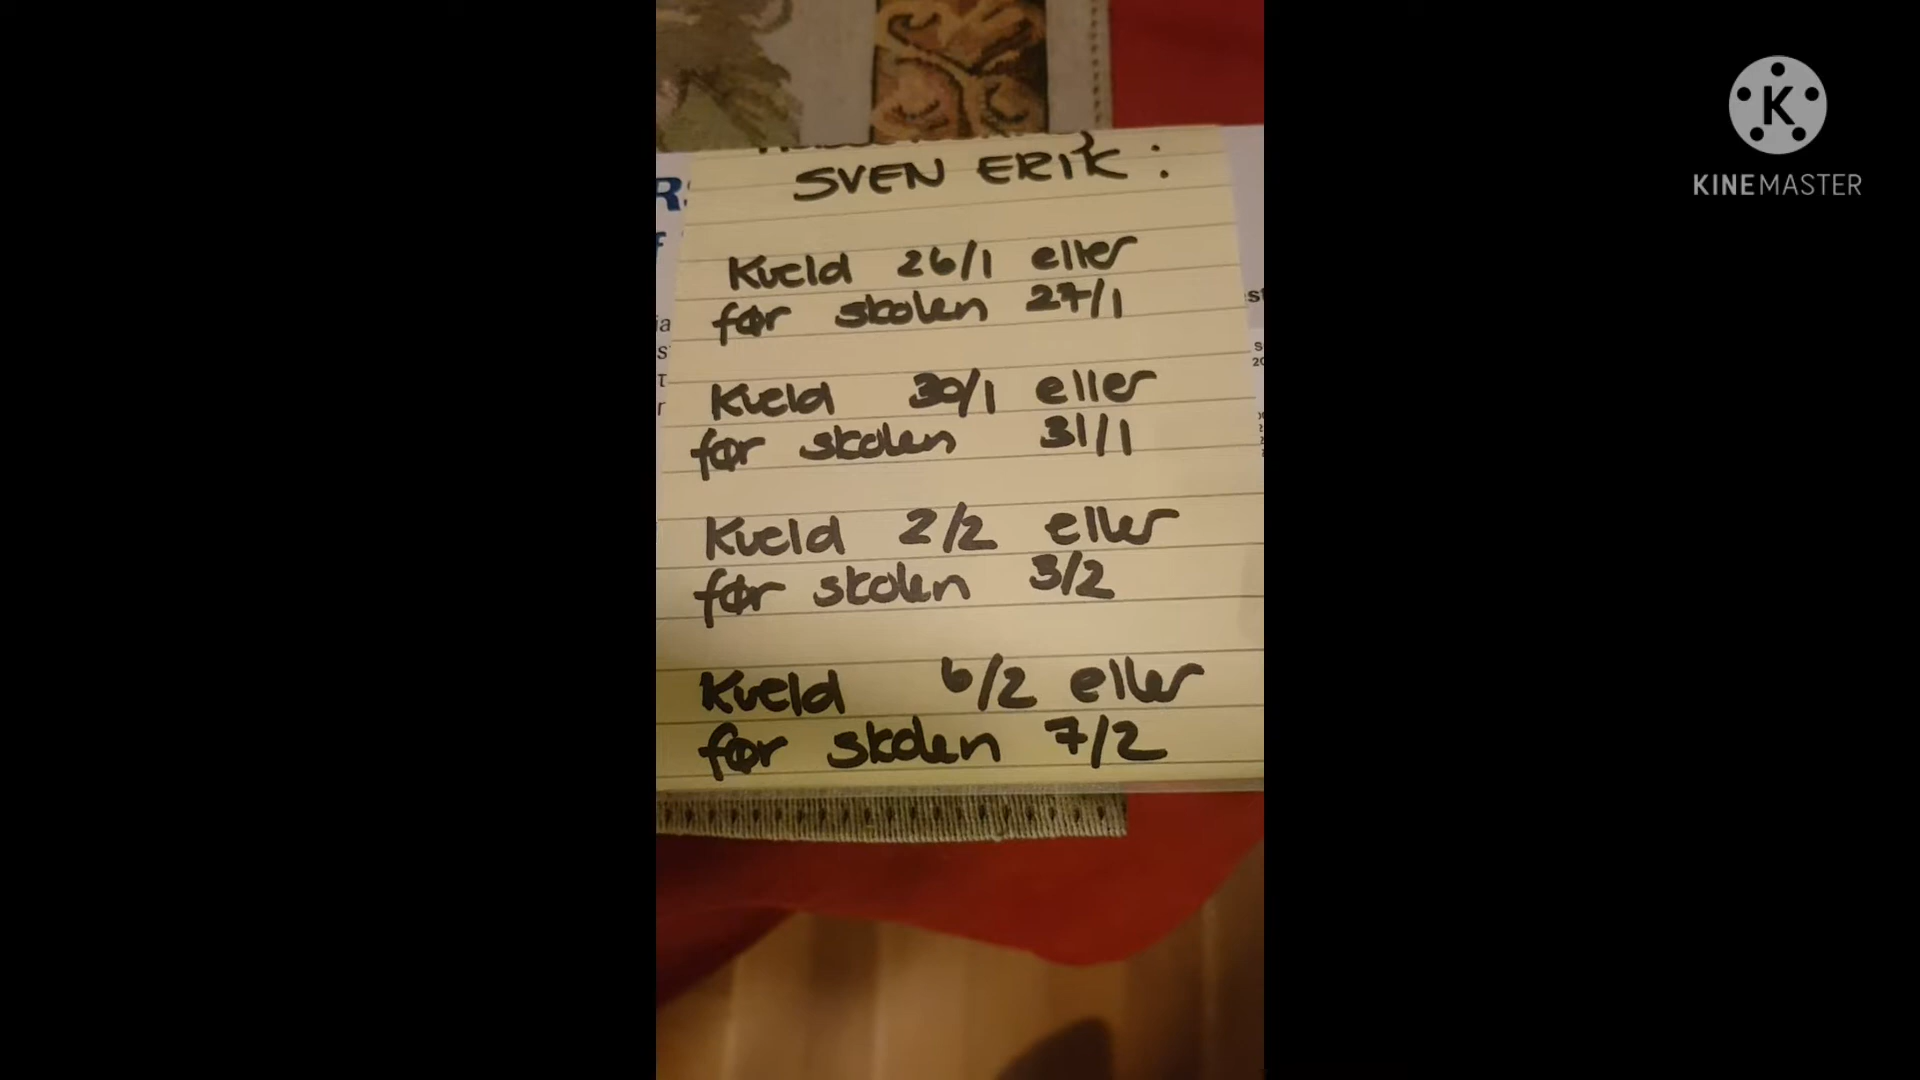 SVEN ERIK:
Kveld 26/1 eller
før skolen 27/1
Kveld 30/1 eller
før skolen 31/1
Kveld 2/2 eller
før skolen 3/2
Kveld 6/2 eller
før skolen 7/2
K
KINEMASTER